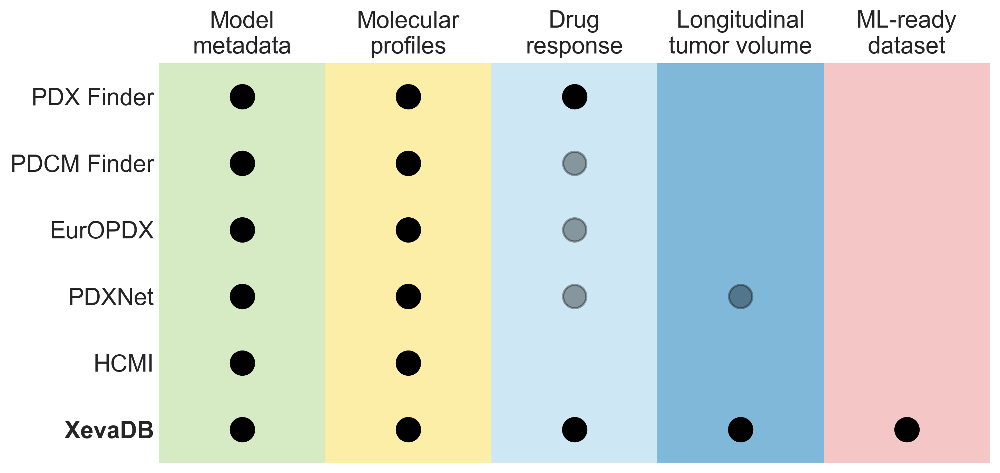 Model
metadata
Molecular
profiles
Drug
response
Longitudinal
tumor volume
ML-ready
dataset
PDX Finder
PDCM Finder
EurOPDX
PDXNet
HCMI
XevaDB